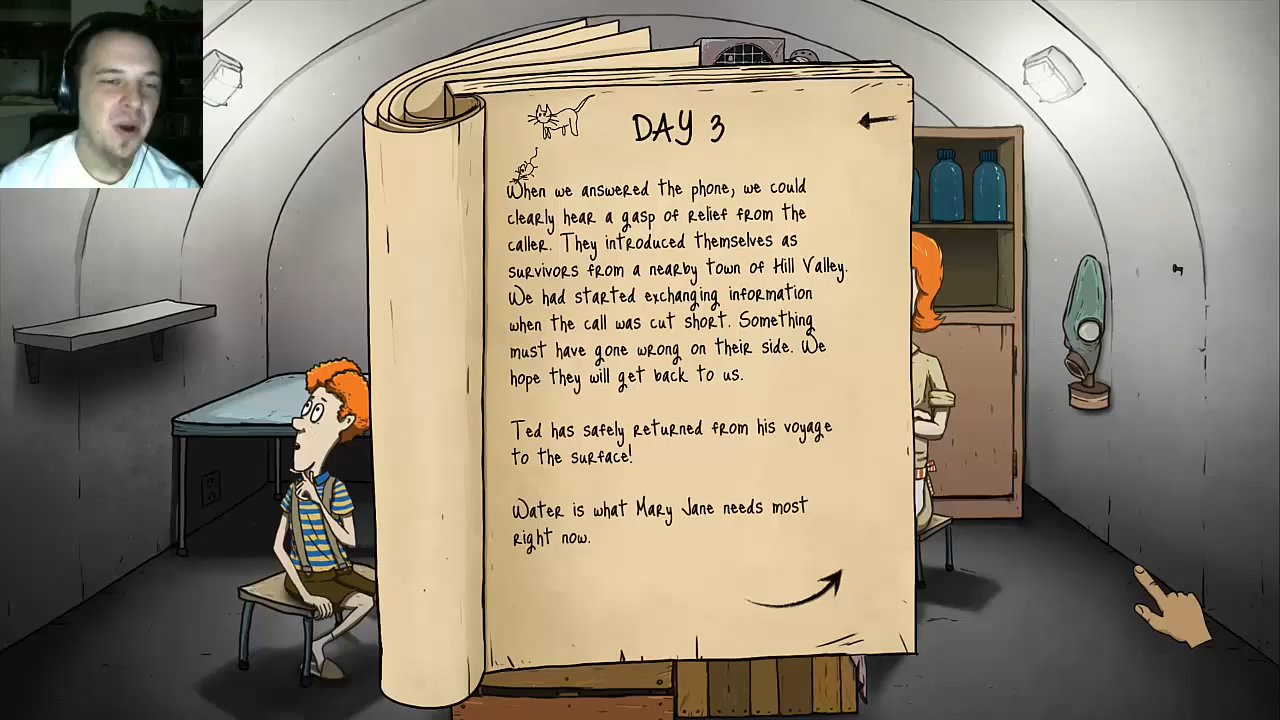 DAY 3
When we answered the phone, we could
clearly hear a gasp of relief from the
caller. They introduced themselves as
survivors from a nearby town of Hill Valley.
We had started exchanging information
when the call was cut short. Something
must have gone wrong on their side. We
hope they will get back to us.
Ted has safely returned from his voyage
to the surface!
Water is what Mary Jane needs most
right now.